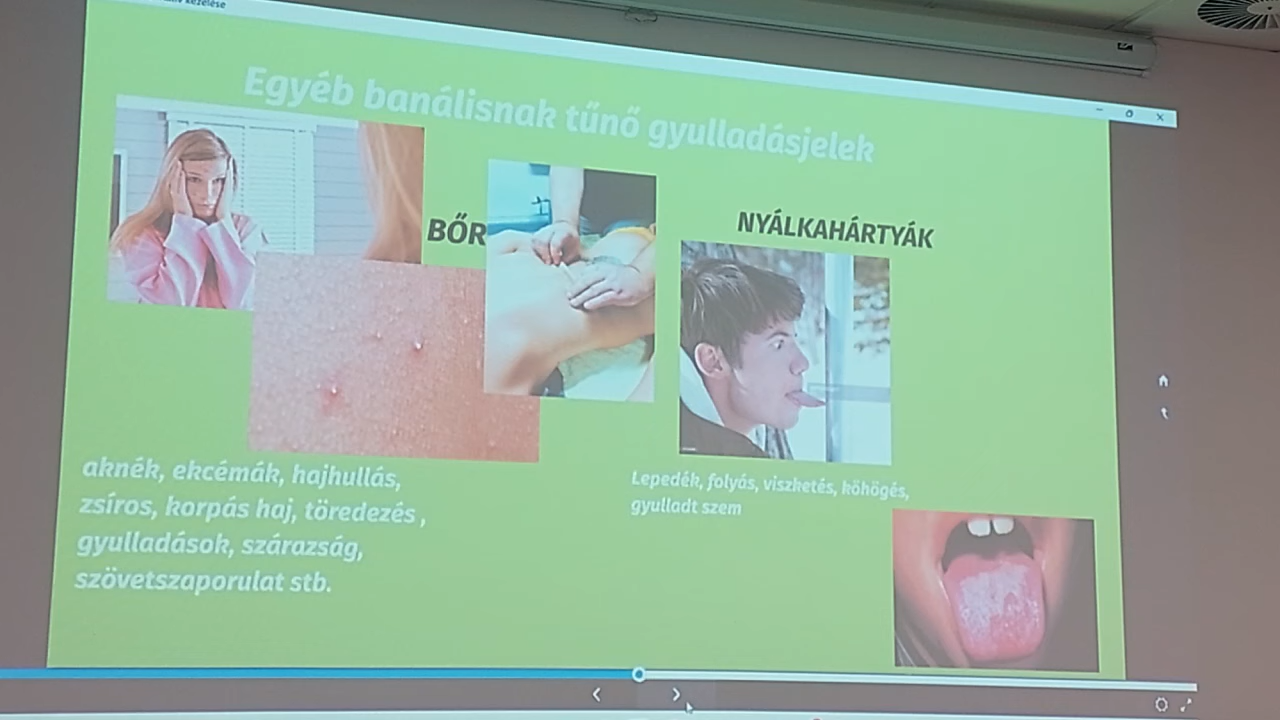 kezelése
Egyéb banálisnak tűnő gyulladásjelek
BŐR
NYÁLKAHÁRTYÁK
aknék, ekcémák, hajhullás,
zsíros, korpás haj, töredezés ,
gyulladások, szárazság,
szövetszaporulat stb.
Lepedék, folyás, viszketés, köhögés,
gyulladt szem